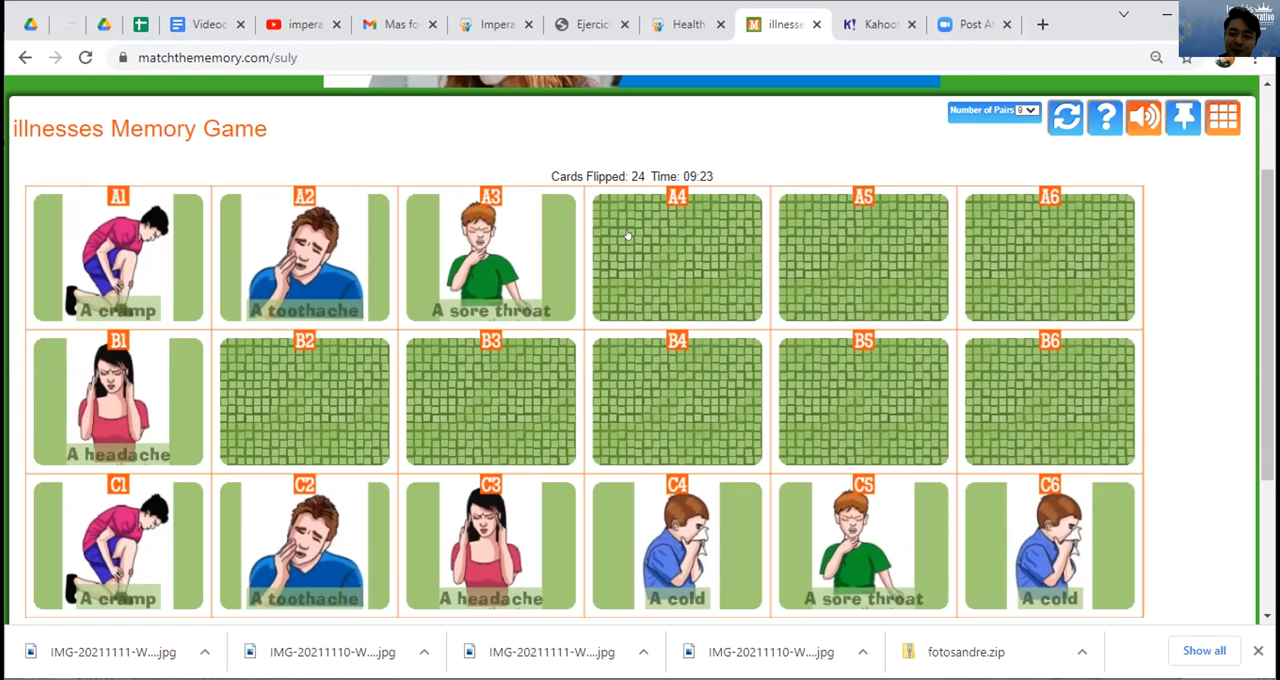 Videoc
impera
Mas fo
Impera
Ejercici
Health
illnesse
Kahoot
Post At
matchthememory.com/suly
illnesses Memory Game
Number of Pairs 9
Cards Flipped: 24 Time: 09:23
A1 A2 A3 A4 A5 A6
A cramp A toothache A sore throat
B1 B2 B3 B4 B5 B6
A headache
C1 C2 C3 C4 C5 C6
A cramp A toothache A headache A cold A sore throat A cold
IMG-20211111-W....jpg IMG-20211110-W....jpg IMG-20211111-W....jpg IMG-20211110-W....jpg fotosandre.zip Show all